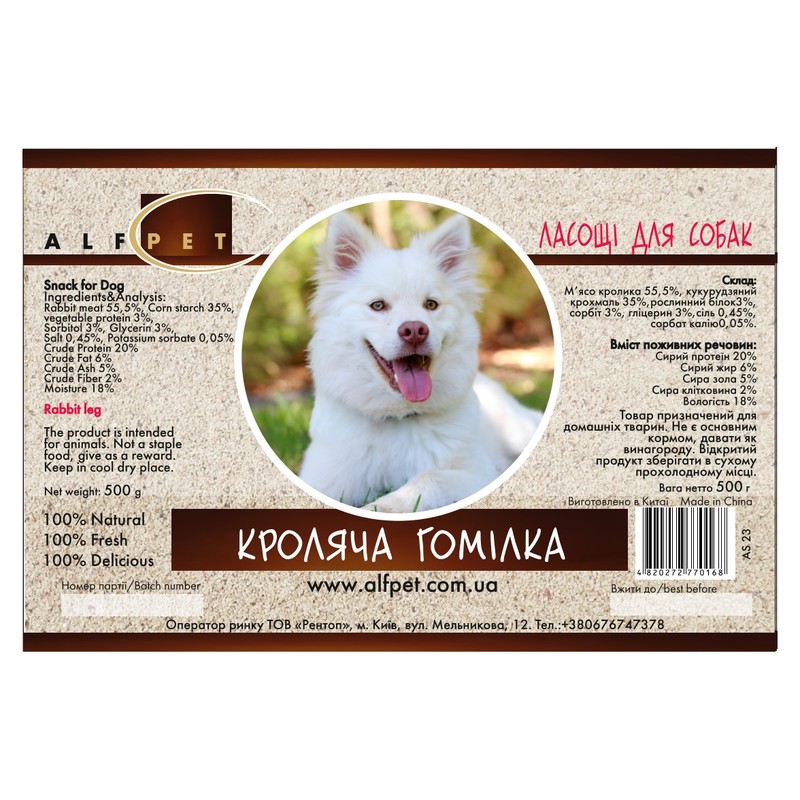 ALFPET
Snack for Dog
Ingredients&Analysis:
Rabbit meat 55,5%, Corn starch 35%,
vegetable protein 3%,
Sorbitol 3%, Glycerin 3%,
Salt 0,45%, Potassium sorbate 0,05%
Crude Protein 20%
Crude Fat 6%
Crude Ash 5%
Crude Fiber 2%
Moisture 18%
Rabbit leg
The product is intended
for animals. Not a staple
food, give as a reward.
Keep in cool dry place.
Net weight: 500 g
100% Natural
100% Fresh
100% Delicious
Номер партії/Batch number
ЛАСОЩІ ДЛЯ СОБАК
Склад:
М'ясо кролика 55,5%, кукурудзяний
крохмаль 35%,рослинний білок3%,
сорбіт 3%, гліцерин 3%,сіль 0,45%,
сорбат калію0,05%.
Вміст поживних речовин:
Сирий протеїн 20%
Сирий жир 6%
Сира зола 5%
Сира клітковина 2%
Вологість 18%
Товар призначений для
домашніх тварин. Не є основним
кормом, давати як
винагороду. Відкритий
продукт зберігати в сухому
прохолодному місці.
Вага нетто 500 г
Виготовлено в Китаї Made in China
КРОЛЯЧА ГОМІЛКА
www.alfpet.com.ua
4 820272 770168
AS 23
Вжити до/best before
Оператор ринку ТОВ «Рентоп», м. Київ, вул. Мельникова, 12. Тел.:+380676747378